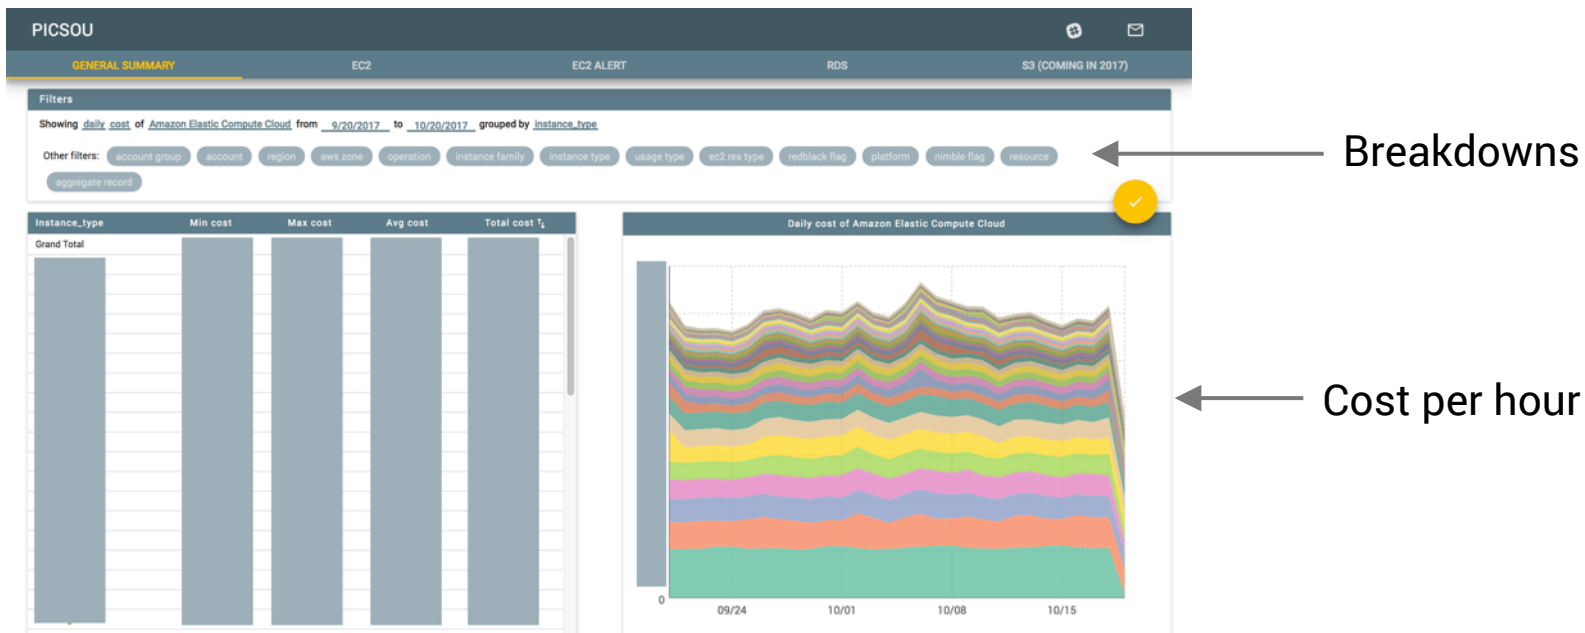 PICSOU
GENERAL SUMMARY EC2 EC2 ALERT RDS S3 (COMING IN 2017)
Filters
Showing daily cost of Amazon Elastic Compute Cloud from 9/20/2017 to 10/20/2017 grouped by instance_type
Other filters: account group account region aws zone operation instance family instance type usage type ec2 res type redblack flag platform nimble flag resource
aggregate record
Breakdowns
Instance_type Min cost Max cost Avg cost Total cost
Grand Total
Daily cost of Amazon Elastic Compute Cloud
Cost per hour
0
09/24 10/01 10/08 10/15